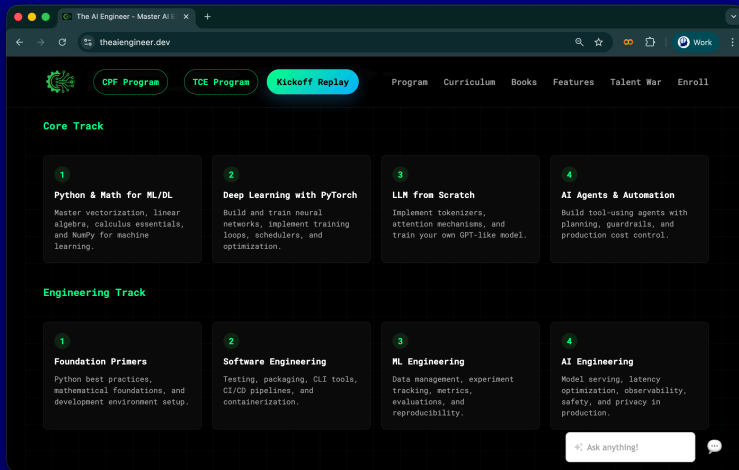 The AI Engineer - Master AI E
theaiengineer.dev
Work
CPF Program
TCE Program
Kickoff Replay
Program
Curriculum
Books
Features
Talent War
Enroll
Core Track
1
Python & Math for ML/DL
Master vectorization, linear
algebra, calculus essentials,
and NumPy for machine
learning.
2
Deep Learning with PyTorch
Build and train neural
networks, implement training
loops, schedulers, and
optimization.
3
LLM from Scratch
Implement tokenizers,
attention mechanisms, and
train your own GPT-like model.
4
AI Agents & Automation
Build tool-using agents with
planning, guardrails, and
production cost control.
Engineering Track
1
Foundation Primers
Python best practices,
mathematical foundations, and
development environment setup.
2
Software Engineering
Testing, packaging, CLI tools,
CI/CD pipelines, and
containerization.
3
ML Engineering
Data management, experiment
tracking, metrics,
evaluations, and
reproducibility.
4
AI Engineering
Model serving, latency
optimization, observability,
safety, and privacy in
production.
Ask anything!